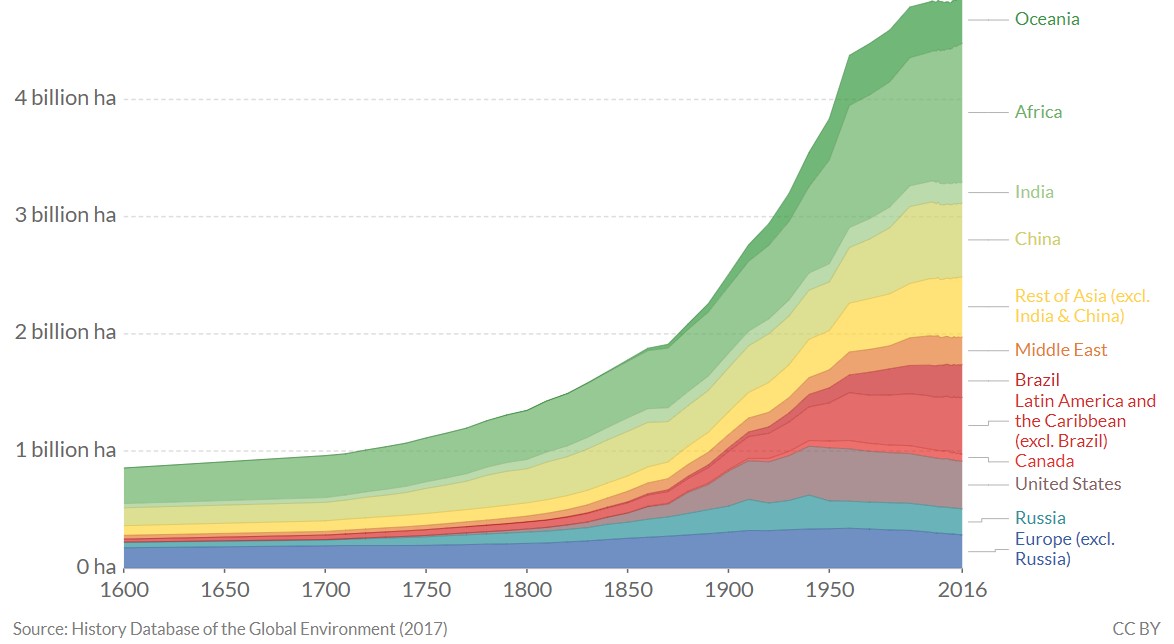 Oceania
4 billion ha
Africa
India
3 billion ha
China
Rest of Asia (excl.
India & China)
2 billion ha
Middle East
Brazil
Latin America and
the Caribbean
(excl. Brazil)
1 billion ha
Canada
United States
Russia
Europe (excl.
Russia)
0 ha
1600 1650 1700 1750 1800 1850 1900 1950 2016
Source: History Database of the Global Environment (2017) CC BY